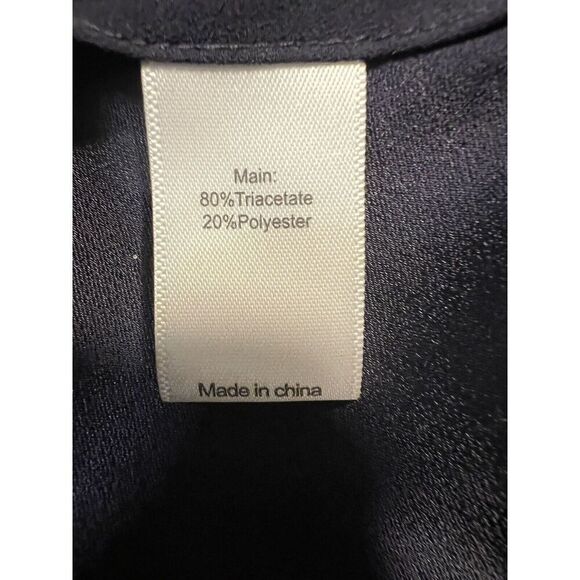 Main:
80%Triacetate
20%Polyester
Made in china